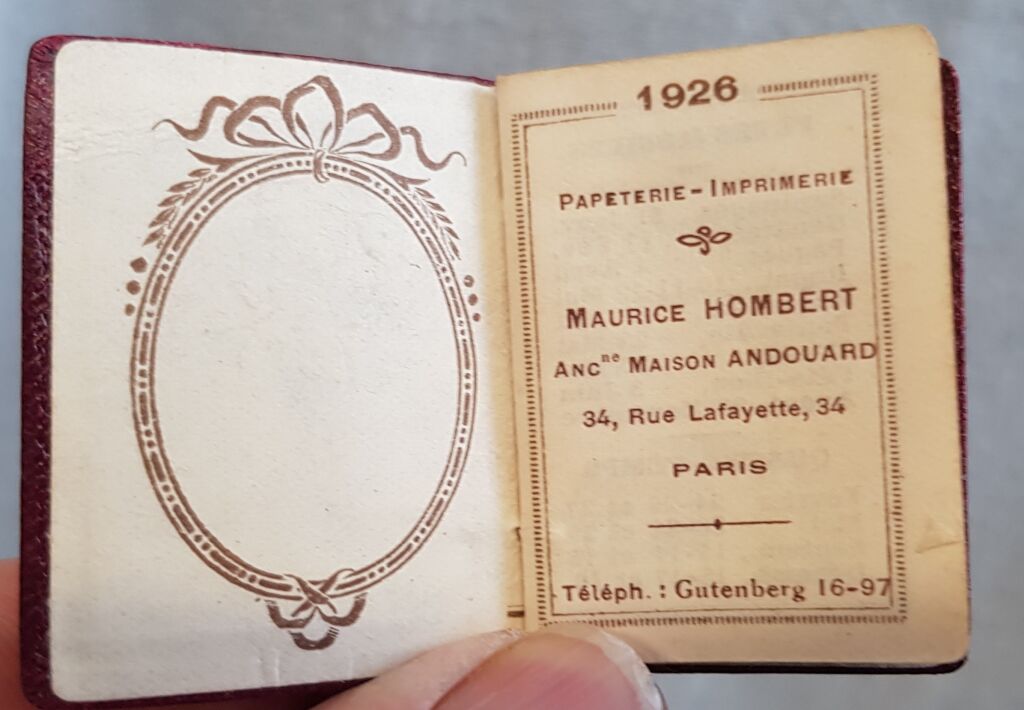 1926
PAPETERIE-IMPRIMERIE
MAURICE HOMBERT
ANCne MAISON ANDOUARD
34, Rue Lafayette, 34
PARIS
Téléph. : Gutenberg 16-97